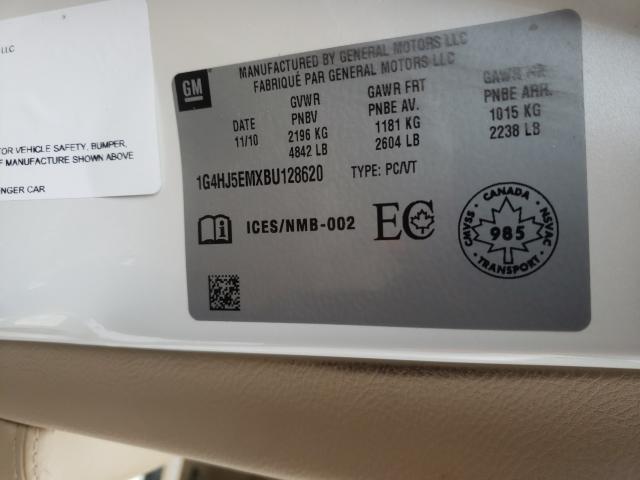 LLC
TOR VEHICLE SAFETY, BUMPER,
F MANUFACTURE SHOWN ABOVE
NGER CAR
GM
MANUFACTURED BY GENERAL MOTORS LLC
FABRIQUÉ PAR GENERAL MOTORS LLC
DATE
11/10
GVWR
PNBV
2196 KG
4842 LB
GAWR FRT
PNBE AV.
1181 KG
2604 LB
GAWR RR
PNBE ARR.
1015 KG
2238 LB
1G4HJ5EMXBU128620 TYPE: PC/VT
ICES/NMB-002
EC
CANADA
CMVSS
NSVAC
985
TRANSPORT